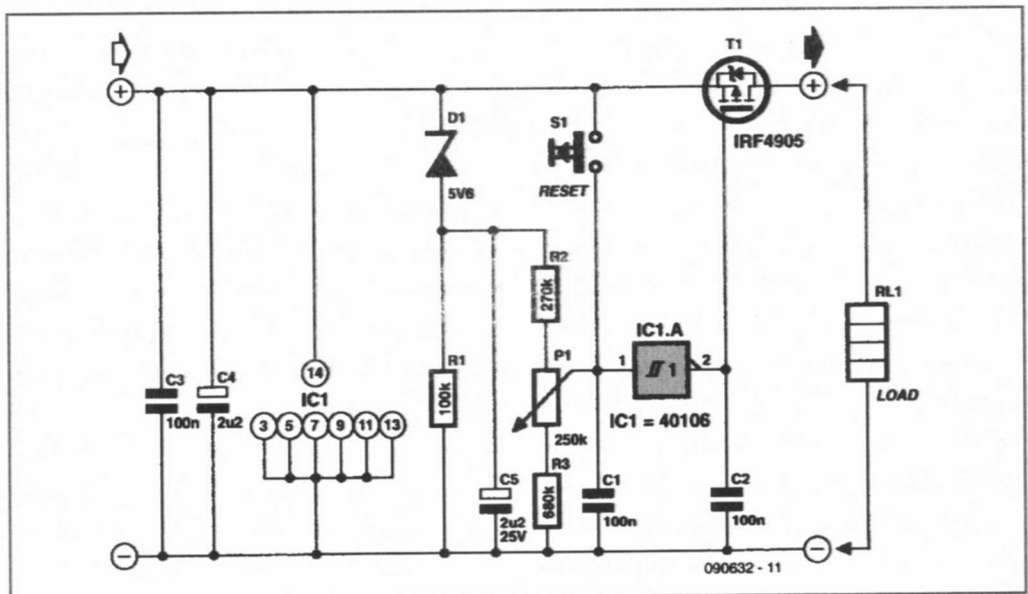 T1
IRF4905
D1
5V6
S1
RESET
R2
270k
RL1
LOAD
C3
100n
C4
2u2
14
IC1
3 5 7 9 11 13
R1
100k
P1
250k
IC1.A
1 2
1
IC1 = 40106
C5
2u2
25V
R3
680k
C1
100n
C2
100n
090632 - 11